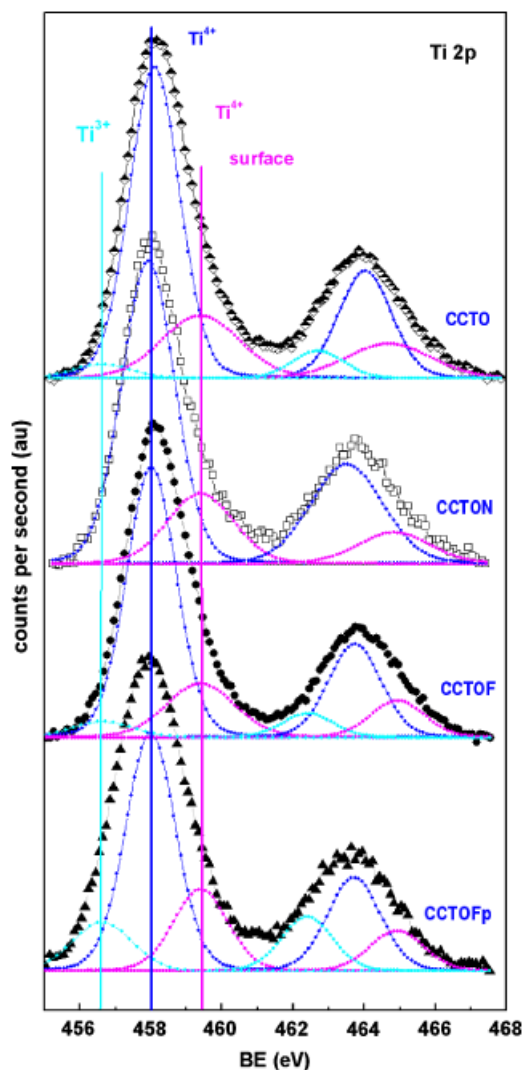 Ti 2p
Ti⁴⁺
Ti³⁺
Ti⁴⁺
surface
CCTO
CCTON
CCTOF
CCTOFp
counts per second (au)
456 458 460 462 464 466 468
BE (eV)